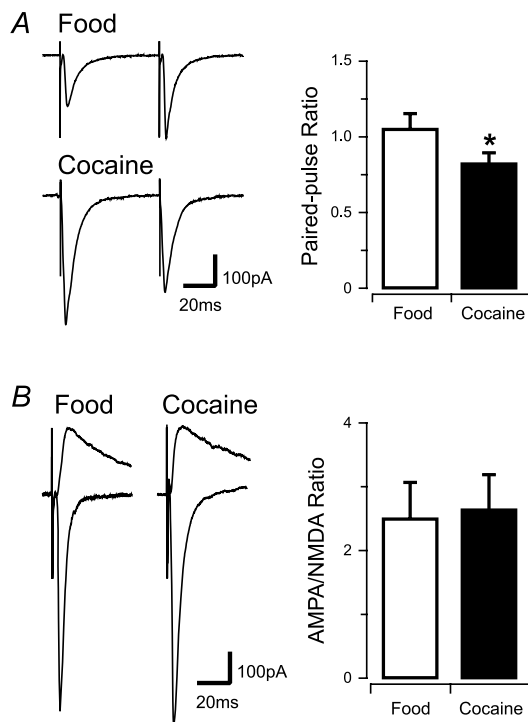 A
Food
Cocaine
100pA
20ms
Paired-pulse Ratio
1.5
1.0
0.5
0
*
Food
Cocaine
B
Food
Cocaine
100pA
20ms
AMPA/NMDA Ratio
4
2
0
Food
Cocaine